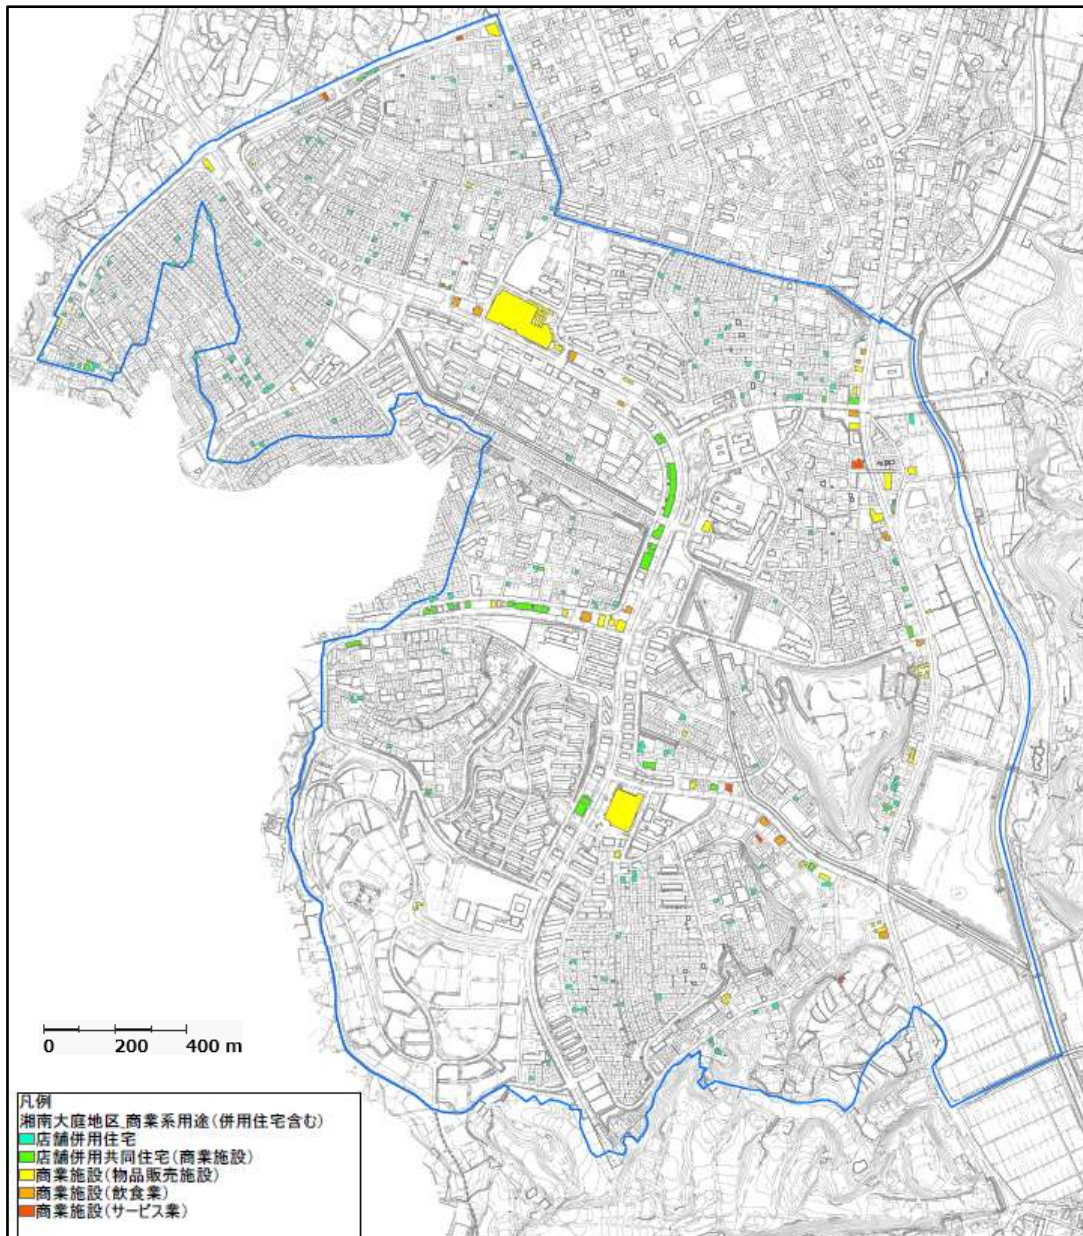 0 200 400 m
凡例
湘南大庭地区_商業系用途(併用住宅含む)
店舗併用住宅
店舗併用共同住宅(商業施設)
商業施設(物品販売施設)
商業施設(飲食業)
商業施設(サービス業)